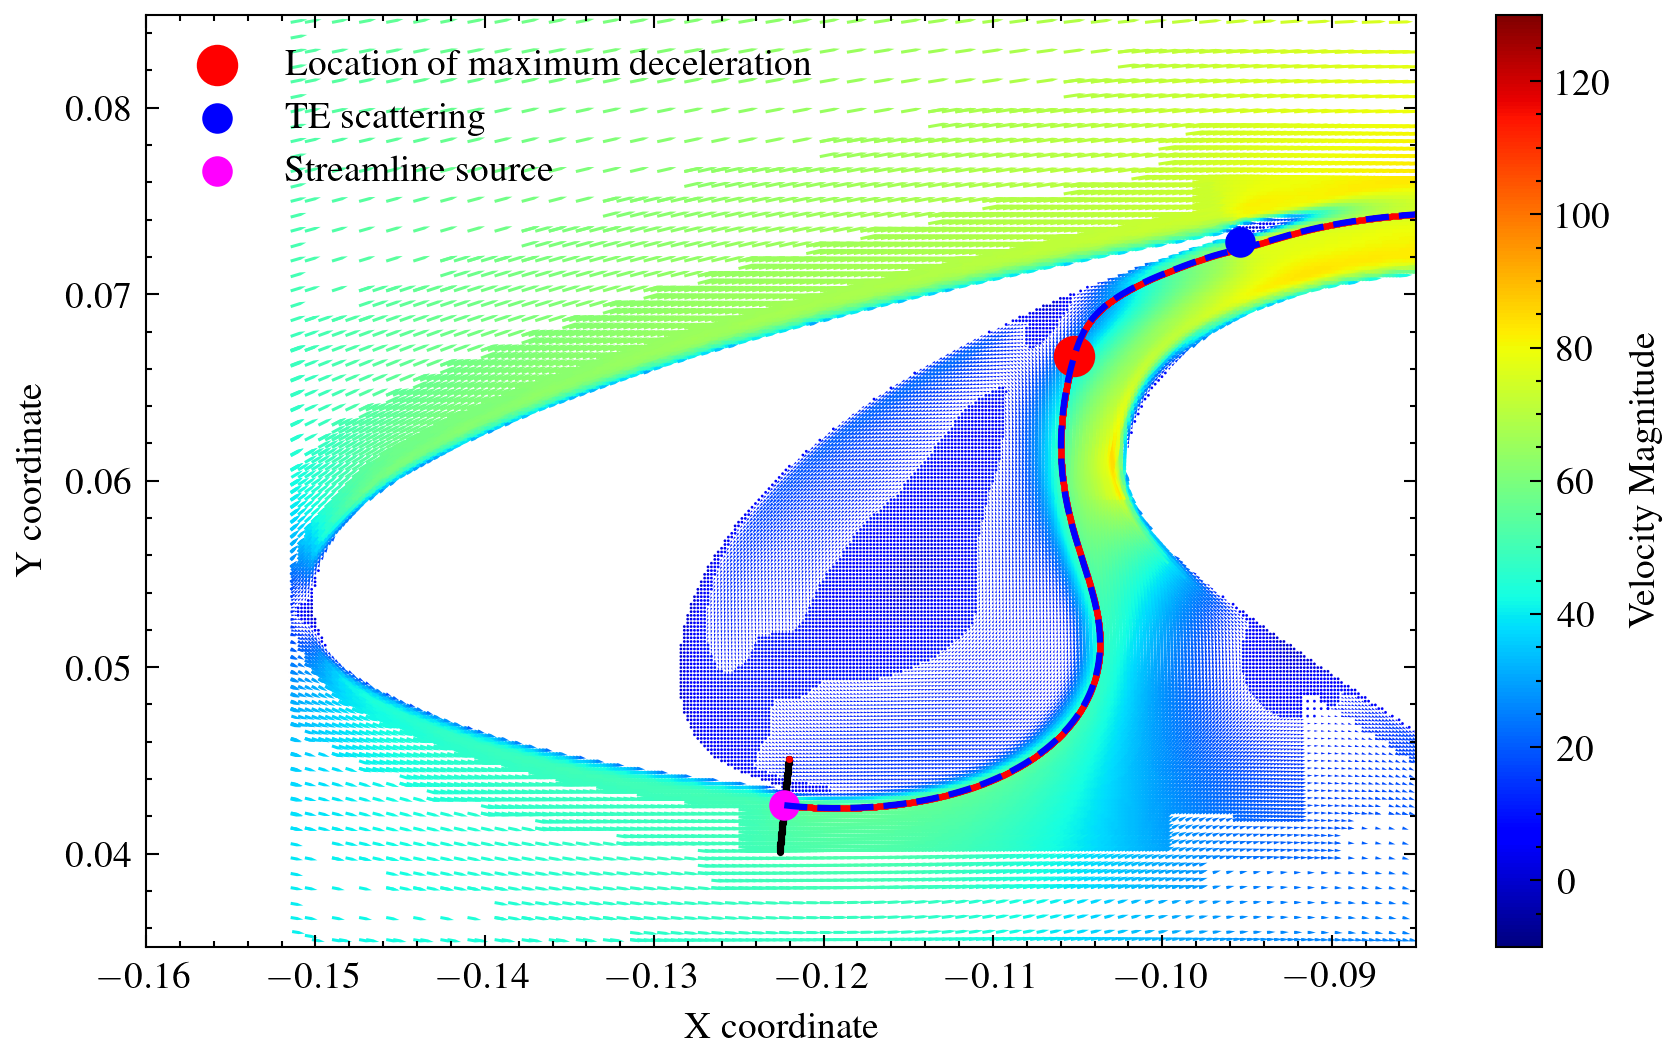 Location of maximum deceleration
TE scattering
Streamline source
0.08
0.07
0.06
0.05
0.04
Y coordinate
−0.16 −0.15 −0.14 −0.13 −0.12 −0.11 −0.10 −0.09
X coordinate
120
100
80
60
40
20
0
Velocity Magnitude